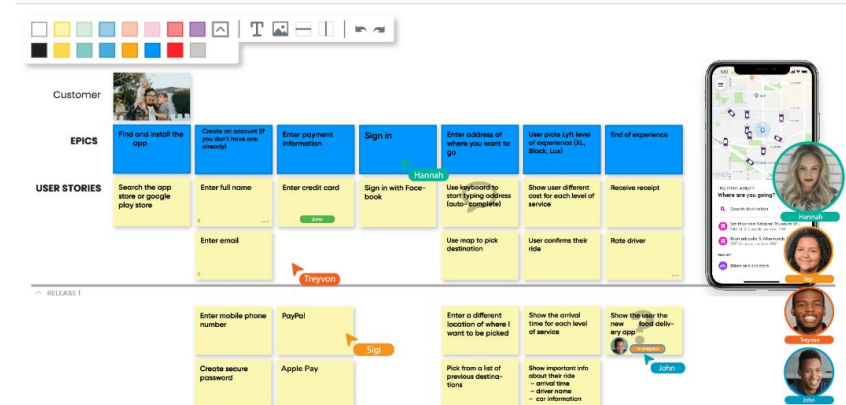 T
Customer
EPICS
Find and install the
app
Create an account (if
you don't have one
already)
Enter payment
information
Sign in
Enter address of
where you want to
go
User picks Lyft level
of experience (XL,
Black, Lux)
End of experience
Hannah
USER STORIES
Search the app
store or google
play store
Enter full name
Enter credit card
Sign in with Face-
book
Use keyboard to
start typing address
(auto-complete)
Show user different
cost for each level of
service
Receive receipt
Enter email
Use map to pick
destination
User confirms their
ride
Rate driver
Treyvon
RELEASE 1
Enter mobile phone
number
PayPal
Enter a different
location of where I
want to be picked
Show the arrival
time for each level
of service
Show the user the
new food deliv-
ery app
Sigi
John
Create secure
password
Apple Pay
Pick from a list of
previous destina-
tions
Show important info
about their ride
– arrival time
– driver name
– car information
Where are you going?
Search destination
Bikes and scooters
Hannah
Treyvon
John